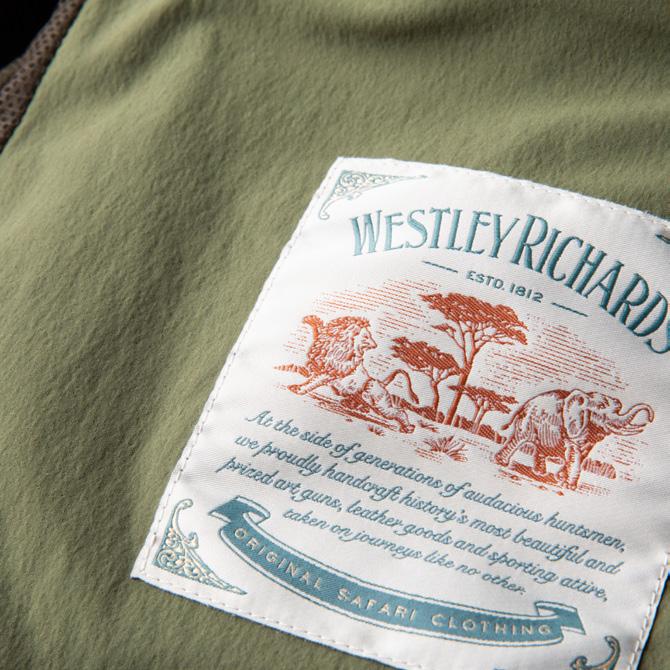 WESTLEY RICHARDS
ESTD. 1812
At the side of generations of audacious huntsmen,
we proudly handcraft history's most beautiful and
prized art, guns, leather goods and sporting attire,
taken on journeys like no other.
ORIGINAL SAFARI CLOTHING